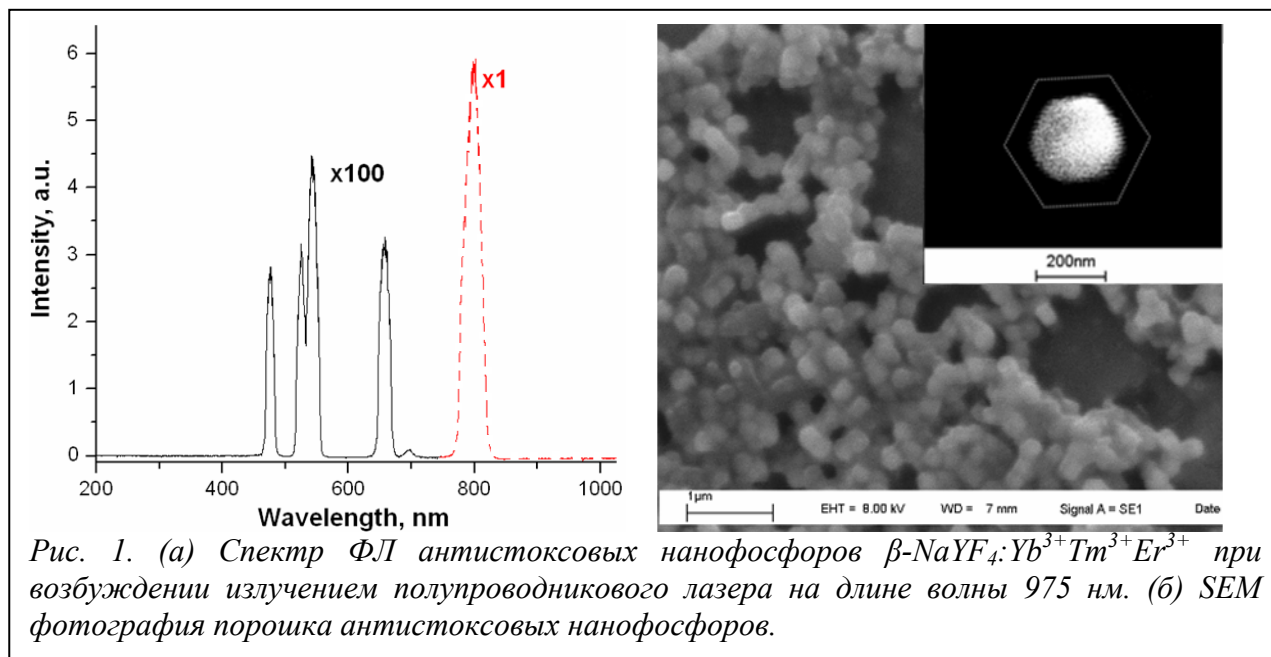 6
5
4
3
2
1
0
Intensity, a.u.
x1
x100
200 400 600 800 1000
Wavelength, nm
200nm
1µm
EHT = 8.00 kV WD = 7 mm Signal A = SE1 Date
Рис. 1. (а) Спектр ФЛ антистоксовых нанофосфоров β-NaYF₄:Yb³⁺Tm³⁺Er³⁺ при
возбуждении излучением полупроводникового лазера на длине волны 975 нм. (б) SEM
фотография порошка антистоксовых нанофосфоров.